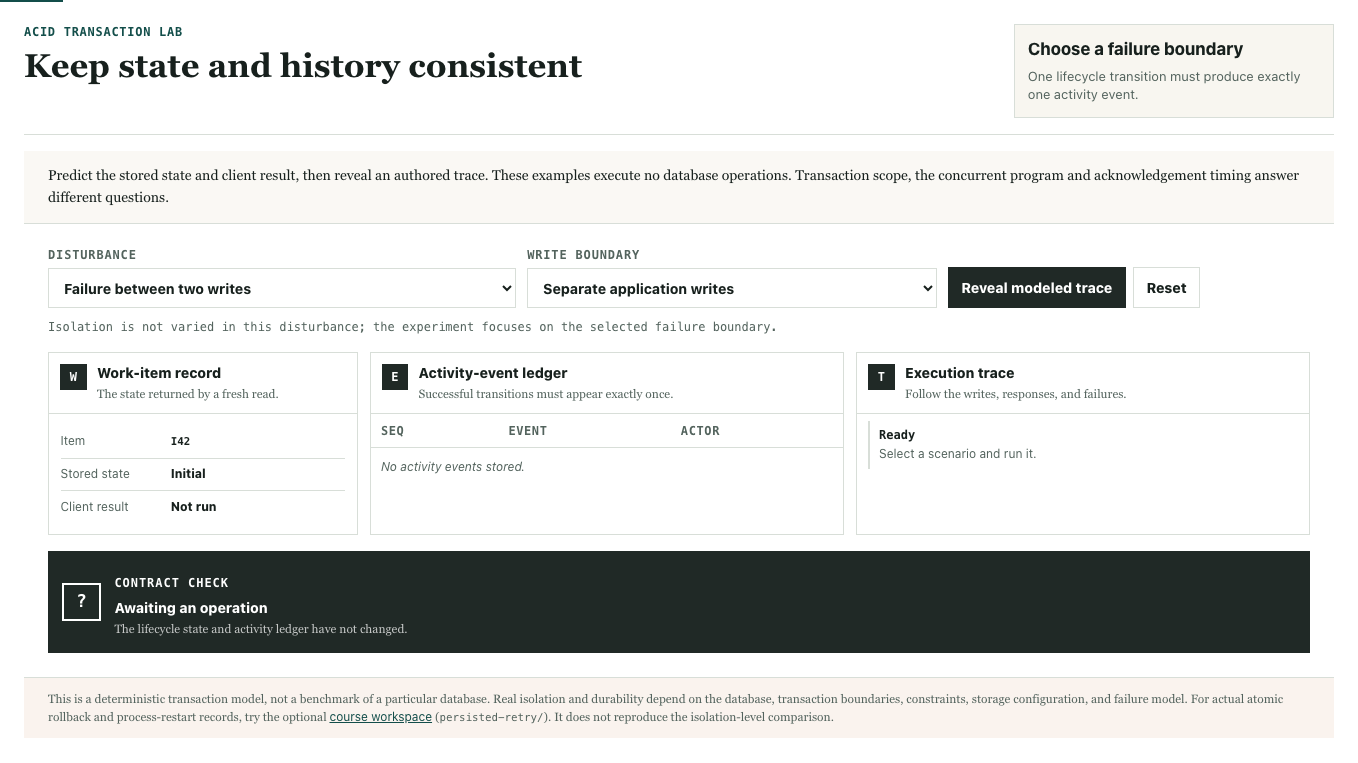 ACID TRANSACTION LAB
Keep state and history consistent
Choose a failure boundary
One lifecycle transition must produce exactly
one activity event.
Predict the stored state and client result, then reveal an authored trace. These examples execute no database operations. Transaction scope, the concurrent program and acknowledgement timing answer
different questions.
DISTURBANCE
WRITE BOUNDARY
Failure between two writes
Separate application writes
Reveal modeled trace
Reset
Isolation is not varied in this disturbance; the experiment focuses on the selected failure boundary.
W
Work-item record
The state returned by a fresh read.
Item I42
Stored state Initial
Client result Not run
E
Activity-event ledger
Successful transitions must appear exactly once.
SEQ EVENT ACTOR
No activity events stored.
T
Execution trace
Follow the writes, responses, and failures.
Ready
Select a scenario and run it.
?
CONTRACT CHECK
Awaiting an operation
The lifecycle state and activity ledger have not changed.
This is a deterministic transaction model, not a benchmark of a particular database. Real isolation and durability depend on the database, transaction boundaries, constraints, storage configuration, and failure model. For actual atomic
rollback and process-restart records, try the optional course workspace (persisted-retry/). It does not reproduce the isolation-level comparison.